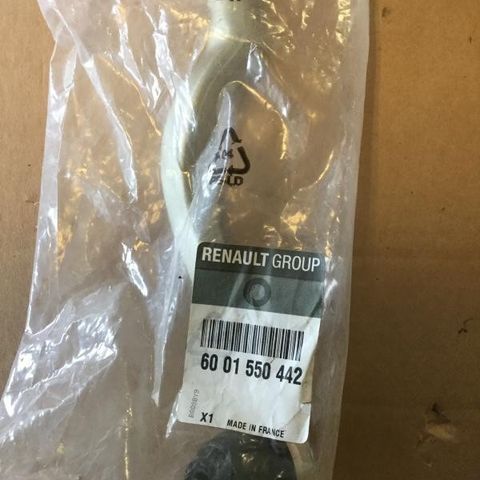 RENAULT GROUP
60 01 550 442
X1 MADE IN FRANCE